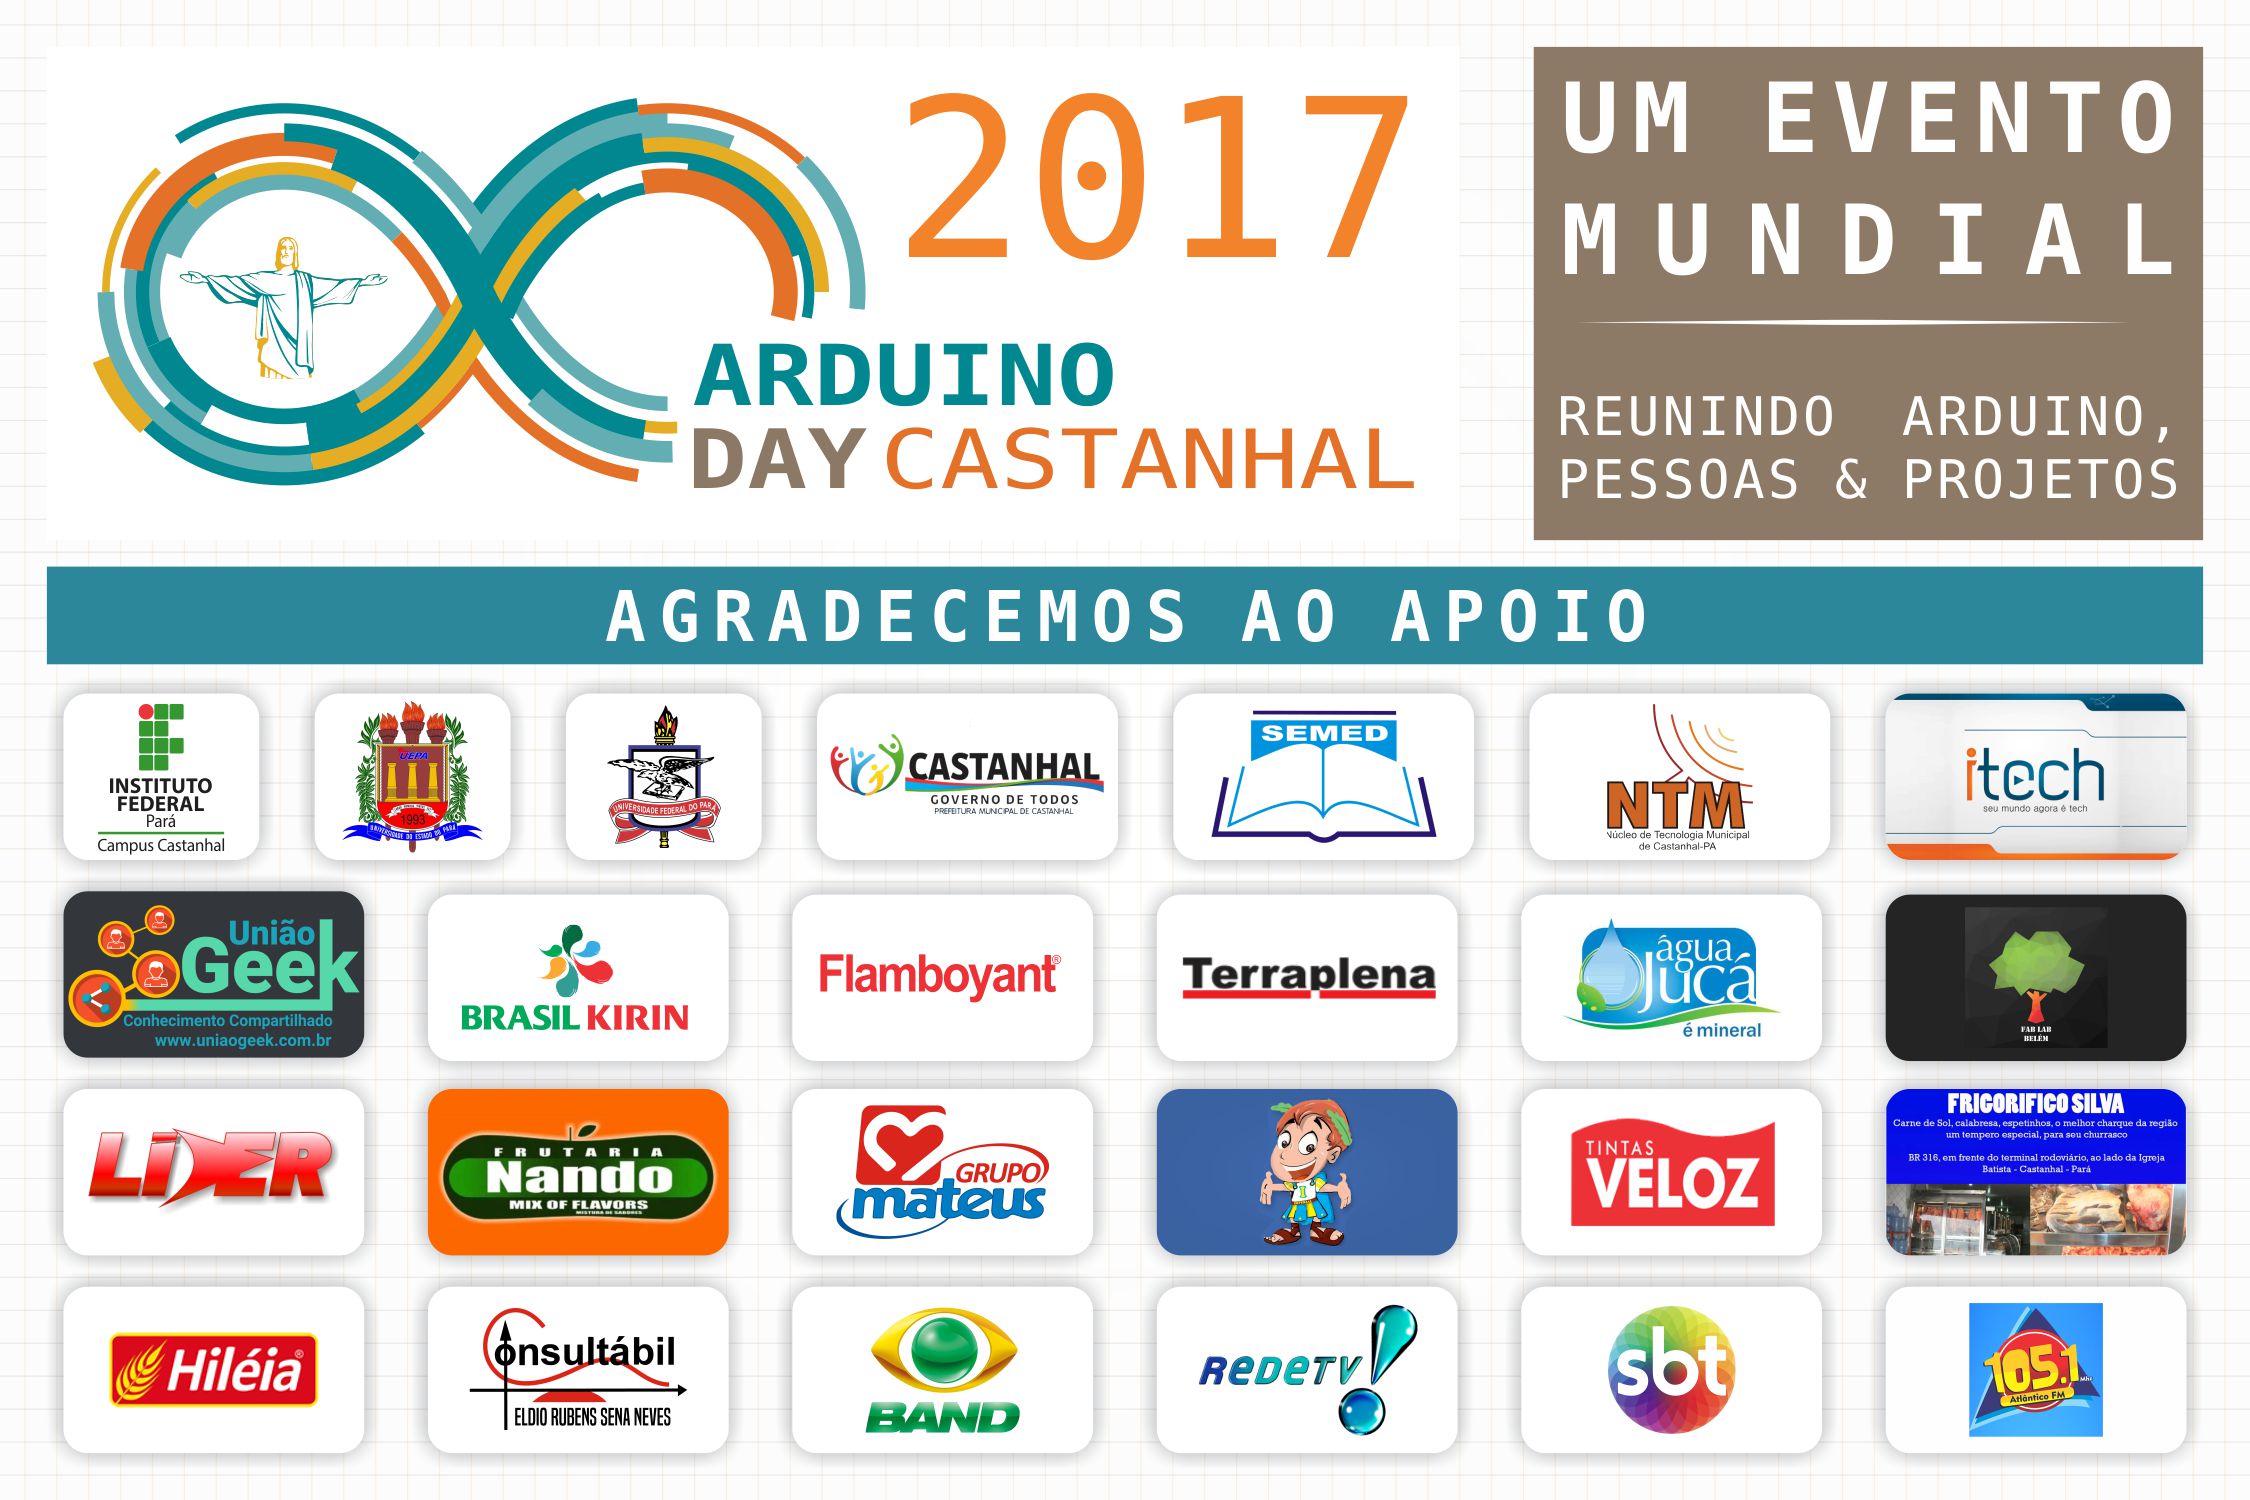 2017
ARDUINO
DAY CASTANHAL
UM EVENTO
MUNDIAL
REUNINDO ARDUINO,
PESSOAS & PROJETOS
AGRADECEMOS AO APOIO
INSTITUTO
FEDERAL
Pará
Campus Castanhal
UEPA
1993
UNIVERSIDADE DO ESTADO DO PARÁ
UNIVERSIDADE FEDERAL DO PARÁ
CASTANHAL
GOVERNO DE TODOS
PREFEITURA MUNICIPAL DE CASTANHAL
SEMED
NTM
Núcleo de Tecnologia Municipal
de Castanhal-PA
itech
seu mundo agora é tech
União
Geek
Conhecimento Compartilhado
www.uniaogeek.com.br
BRASIL KIRIN
Flamboyant®
Terraplena
água
Jucá
é mineral
FAB LAB
BELÉM
LíDER
FRUTARIA
Nando
MIX OF FLAVORS
MISTURA DE SABORES
GRUPO
mateus
TINTAS
VELOZ
FRIGORIFICO SILVA
Carne de Sol, calabresa, espetinhos, o melhor charque da região
um tempero especial, para seu churrasco
BR 316, em frente do terminal rodoviário, ao lado da Igreja
Batista - Castanhal - Pará
Hiléia®
Consultábil
ELDIO RUBENS SENA NEVES
BAND
REDETV!
sbt
105.1 Mhz
Atlântico FM